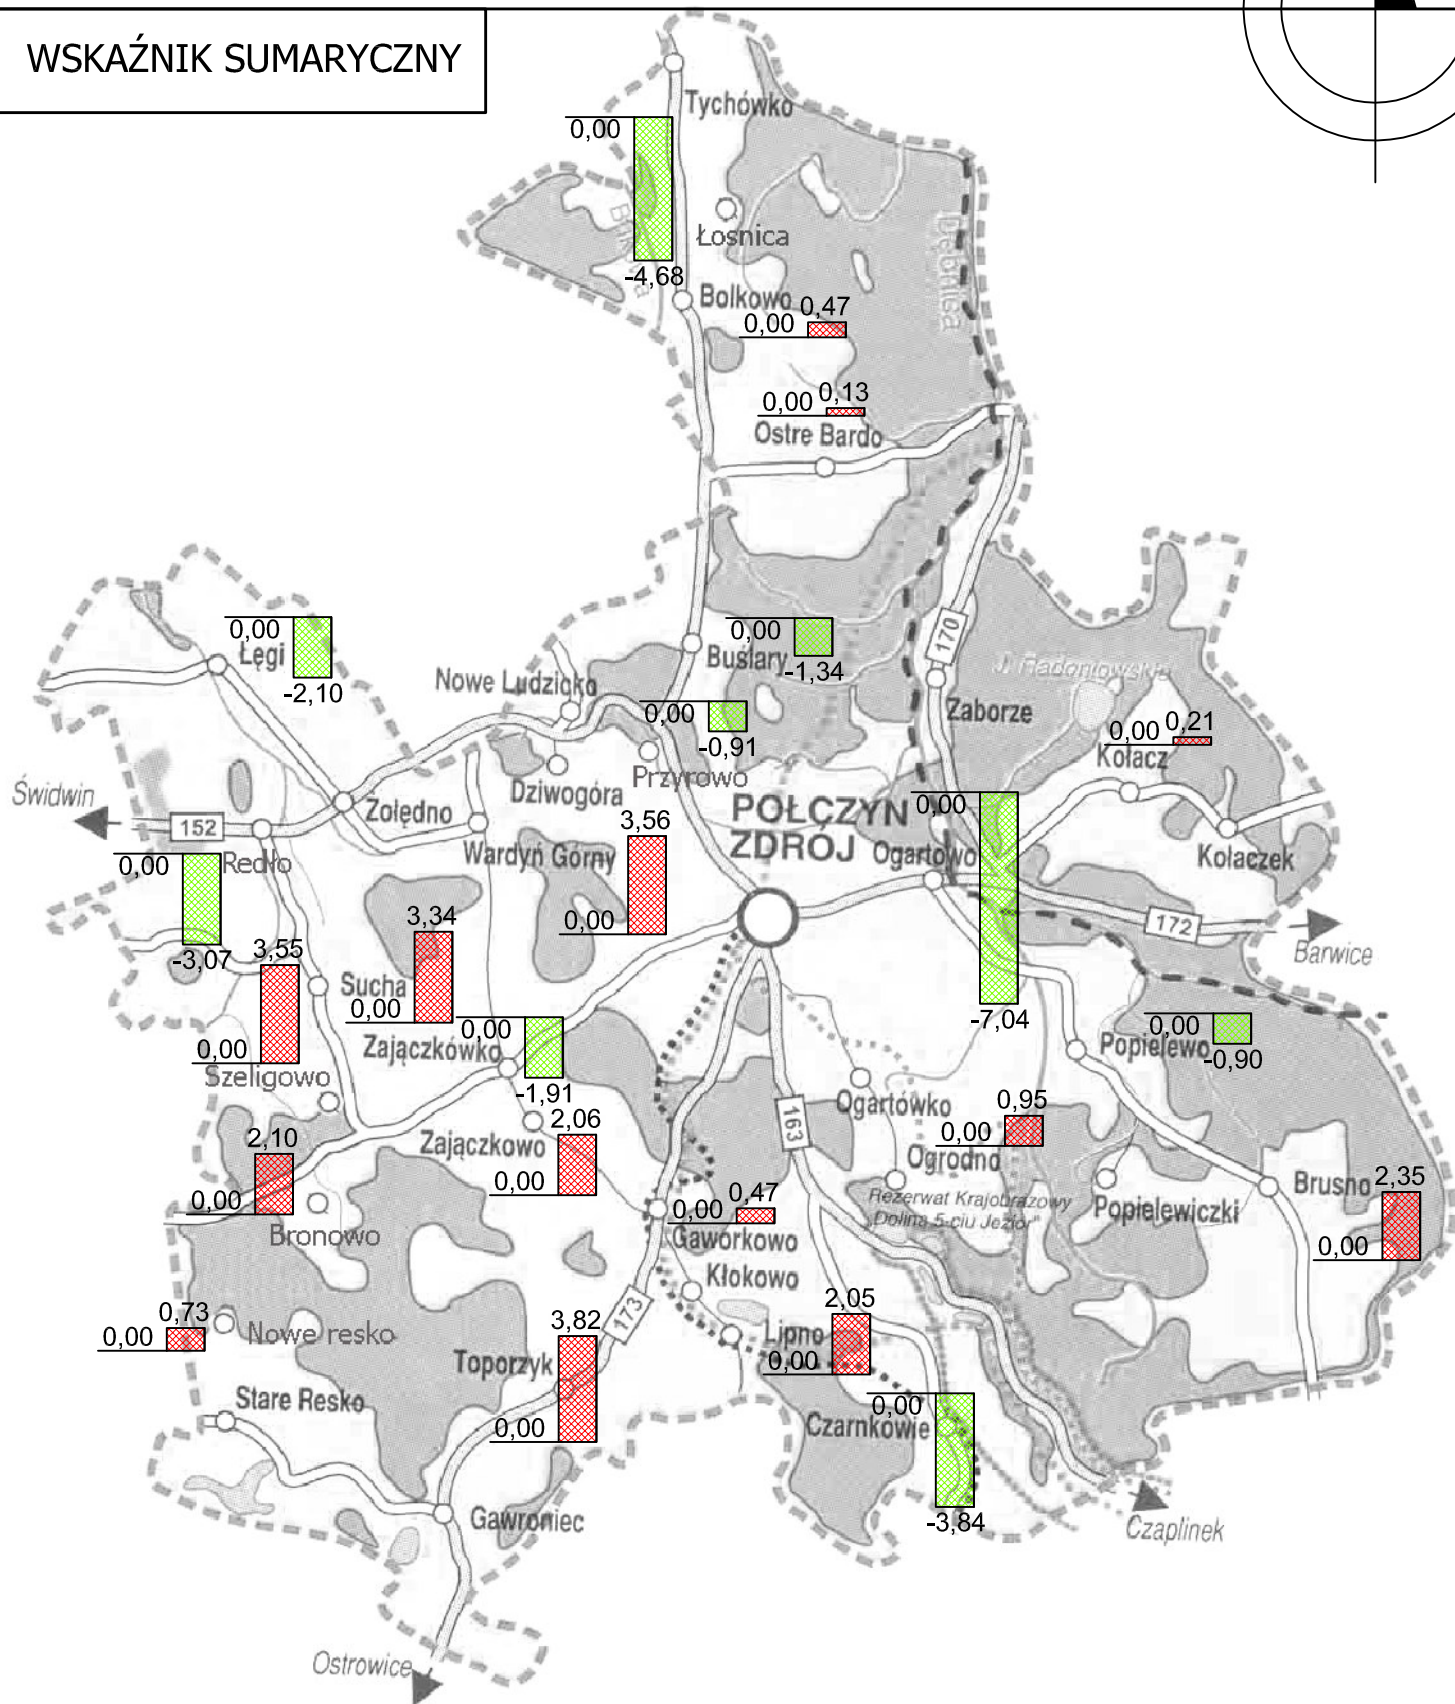 WSKAŹNIK SUMARYCZNY
Tychówko
0,00
-4,68
Łosnica
Dębnica
Bolkowo
0,47
0,00
0,13
0,00
Ostre Bardo
170
0,00
Łęgi
-2,10
0,00
Buślary
-1,34
Nowe Ludzicko
0,00
-0,91
Przyrowo
Zaborze
J. Radomowskie
0,21
0,00
Kołacz
Świdwin
152
Zołędno
Dziwogóra
POŁCZYN
ZDRÓJ
0,00
Ogartowo
-7,04
Kołaczek
0,00
Redło
-3,07
Wardyń Górny
3,56
0,00
3,34
0,00
Sucha
3,55
0,00
Szeligowo
172
Barwice
Zajączkówko
0,00
-1,91
0,00
Popielewo
-0,90
163
Ogartówko
0,95
0,00
Ogrodno
Zajączkowo
2,06
0,00
2,10
0,00
Bronowo
Rezerwat Krajobrazowy
"Dolina 5-ciu Jezior"
Popielewiczki
Brusno
2,35
0,00
0,47
0,00
Gaworkowo
Kłokowo
0,73
0,00
Nowe resko
173
2,05
Lipno
0,00
Toporzyk
3,82
0,00
Stare Resko
0,00
Czarnkowie
-3,84
Gawroniec
Czaplinek
Ostrowice